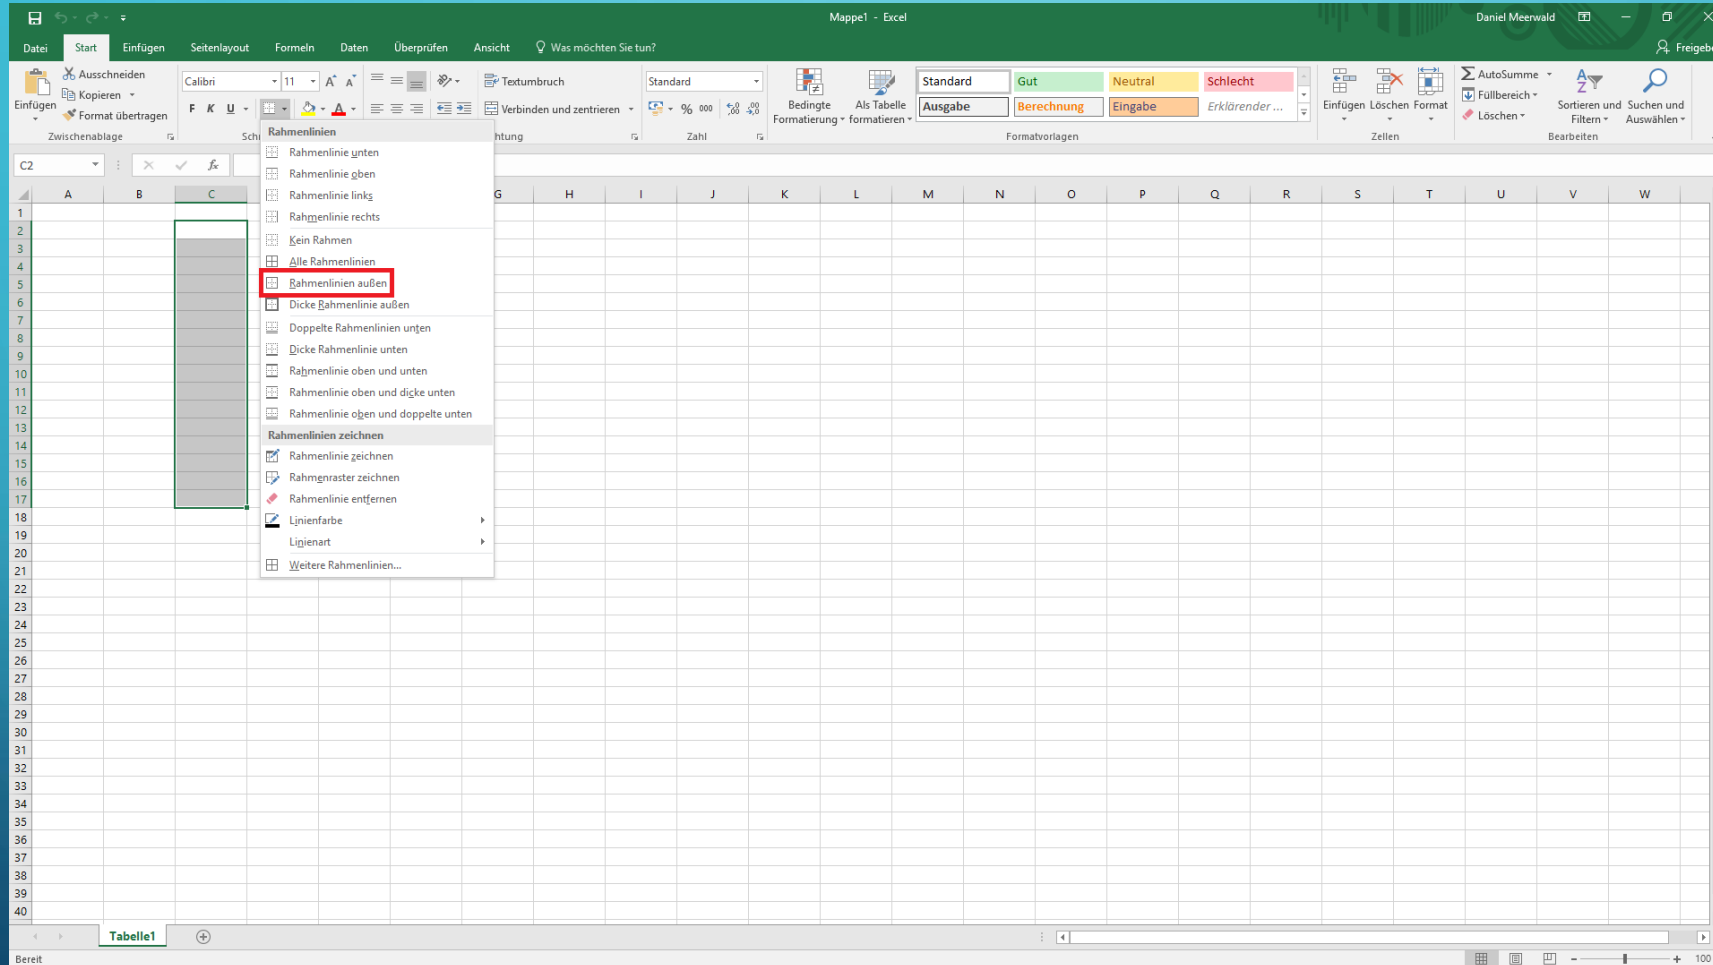 Mappe1 - Excel
Daniel Meerwald
Datei Start Einfügen Seitenlayout Formeln Daten Überprüfen Ansicht Was möchten Sie tun?
Freigebe
Einfügen
Ausschneiden
Kopieren
Format übertragen
Zwischenablage
Calibri 11
F K U
Schr
Textumbruch
Verbinden und zentrieren
htung
Standard
% 000
Zahl
Bedingte Formatierung
Als Tabelle formatieren
Standard Gut Neutral Schlecht
Ausgabe Berechnung Eingabe Erklärender ...
Formatvorlagen
Einfügen Löschen Format
Zellen
AutoSumme
Füllbereich
Löschen
Sortieren und Filtern
Suchen und Auswählen
Bearbeiten
C2
fx
A B C G H I J K L M N O P Q R S T U V W
Rahmenlinien
Rahmenlinie unten
Rahmenlinie oben
Rahmenlinie links
Rahmenlinie rechts
Kein Rahmen
Alle Rahmenlinien
Rahmenlinien außen
Dicke Rahmenlinie außen
Doppelte Rahmenlinien unten
Dicke Rahmenlinie unten
Rahmenlinie oben und unten
Rahmenlinie oben und dicke unten
Rahmenlinie oben und doppelte unten
Rahmenlinien zeichnen
Rahmenlinie zeichnen
Rahmenraster zeichnen
Rahmenlinie entfernen
Linienfarbe
Linienart
Weitere Rahmenlinien...
1
2
3
4
5
6
7
8
9
10
11
12
13
14
15
16
17
18
19
20
21
22
23
24
25
26
27
28
29
30
31
32
33
34
35
36
37
38
39
40
Tabelle1
Bereit
100